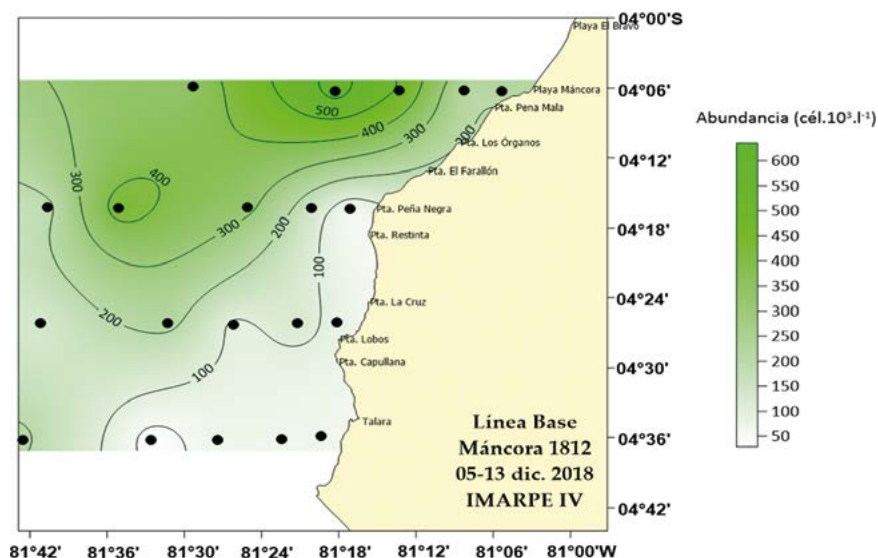 04°00'S
Playa El Bravo
04°06'
Playa Máncora
Pta. Pena Mala
500
200
400
300
Pta. Los Órganos
04°12'
Pta. El Farallón
400
300
Pta. Peña Negra
300
200
04°18'
Pta. Restinta
100
04°24'
Pta. La Cruz
200
Pta. Lobos
04°30'
Pta. Capullana
100
Talara
04°36'
04°42'
Línea Base
Máncora 1812
05-13 dic. 2018
IMARPE IV
81°42' 81°36' 81°30' 81°24' 81°18' 81°12' 81°06' 81°00'W
Abundancia (cél.10³.l⁻¹)
600
550
500
450
400
350
300
250
200
150
100
50